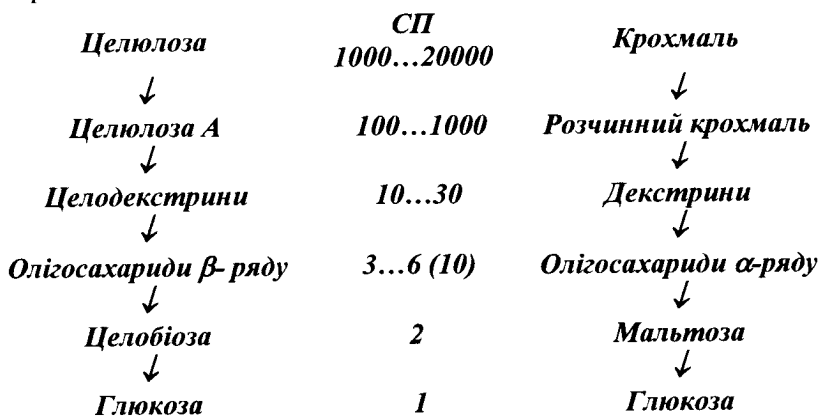 СП
Целюлоза 1000...20000 Крохмаль
↓ ↓
Целюлоза А 100...1000 Розчинний крохмаль
↓ ↓
Целодекстрини 10...30 Декстрини
↓ ↓
Олігосахариди β- ряду 3...6 (10) Олігосахариди α-ряду
↓ ↓
Целобіоза 2 Мальтоза
↓ ↓
Глюкоза 1 Глюкоза